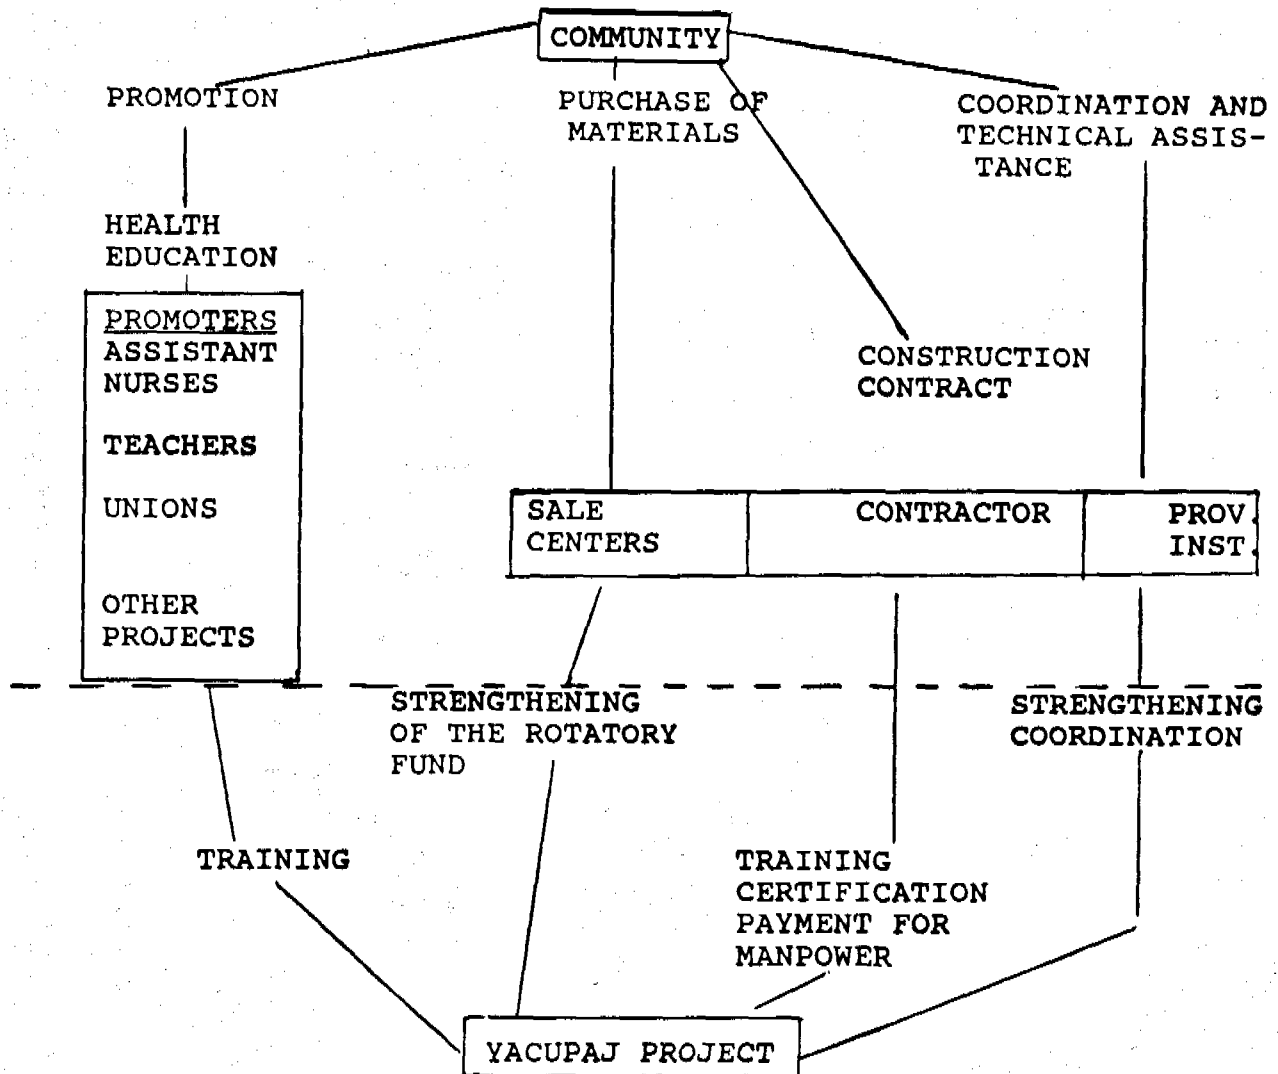 COMMUNITY
PROMOTION
PURCHASE OF
MATERIALS
COORDINATION AND
TECHNICAL ASSIS-
TANCE
HEALTH
EDUCATION
PROMOTERS
ASSISTANT
NURSES
TEACHERS
UNIONS
OTHER
PROJECTS
CONSTRUCTION
CONTRACT
SALE
CENTERS
CONTRACTOR
PROV.
INST.
STRENGTHENING
OF THE ROTATORY
FUND
STRENGTHENING
COORDINATION
TRAINING
TRAINING
CERTIFICATION
PAYMENT FOR
MANPOWER
YACUPAJ PROJECT